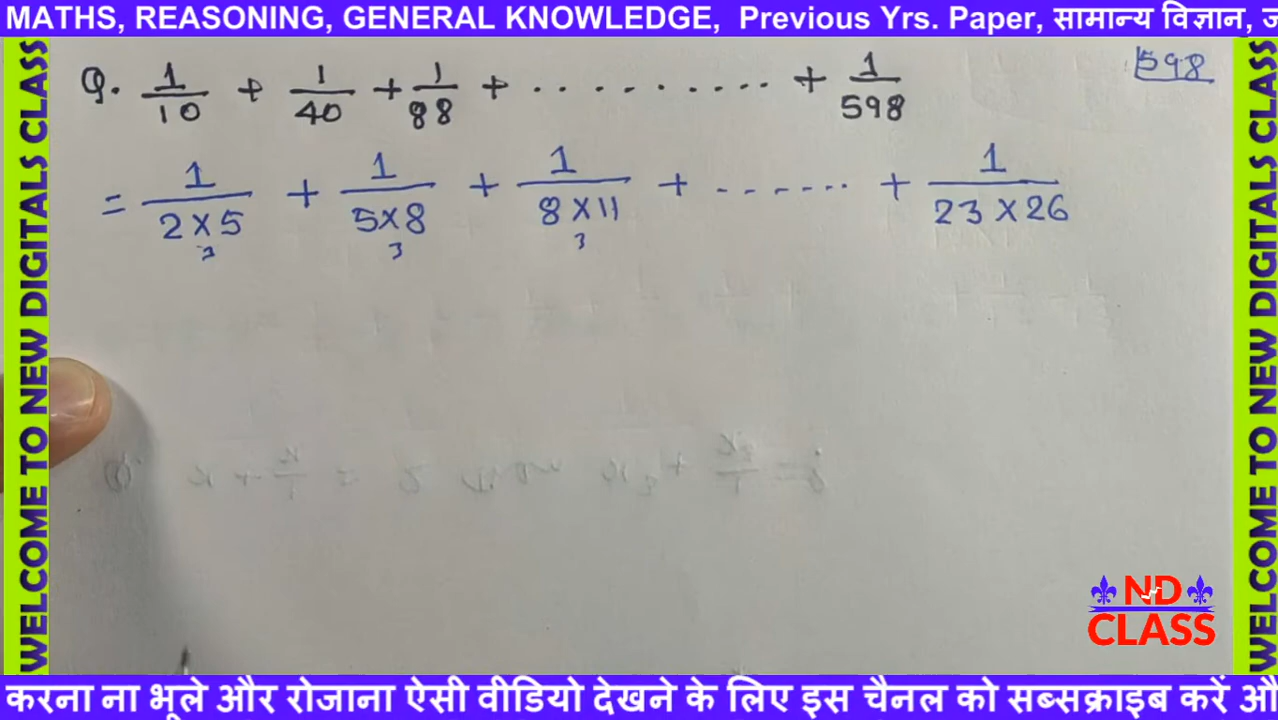 MATHS, REASONING, GENERAL KNOWLEDGE, Previous Yrs. Paper, सामान्य विज्ञान, ज
598
Q. 1/10 + 1/40 + 1/88 + .......... + 1/598
= 1/2×5 + 1/5×8 + 1/8×11 + ....... + 1/23×26
3 3 3
WELCOME TO NEW DIGITALS CLASS
WELCOME TO NEW DIGITALS CLASS
ND
CLASS
करना ना भूले और रोजाना ऐसी वीडियो देखने के लिए इस चैनल को सब्सक्राइब करें औ